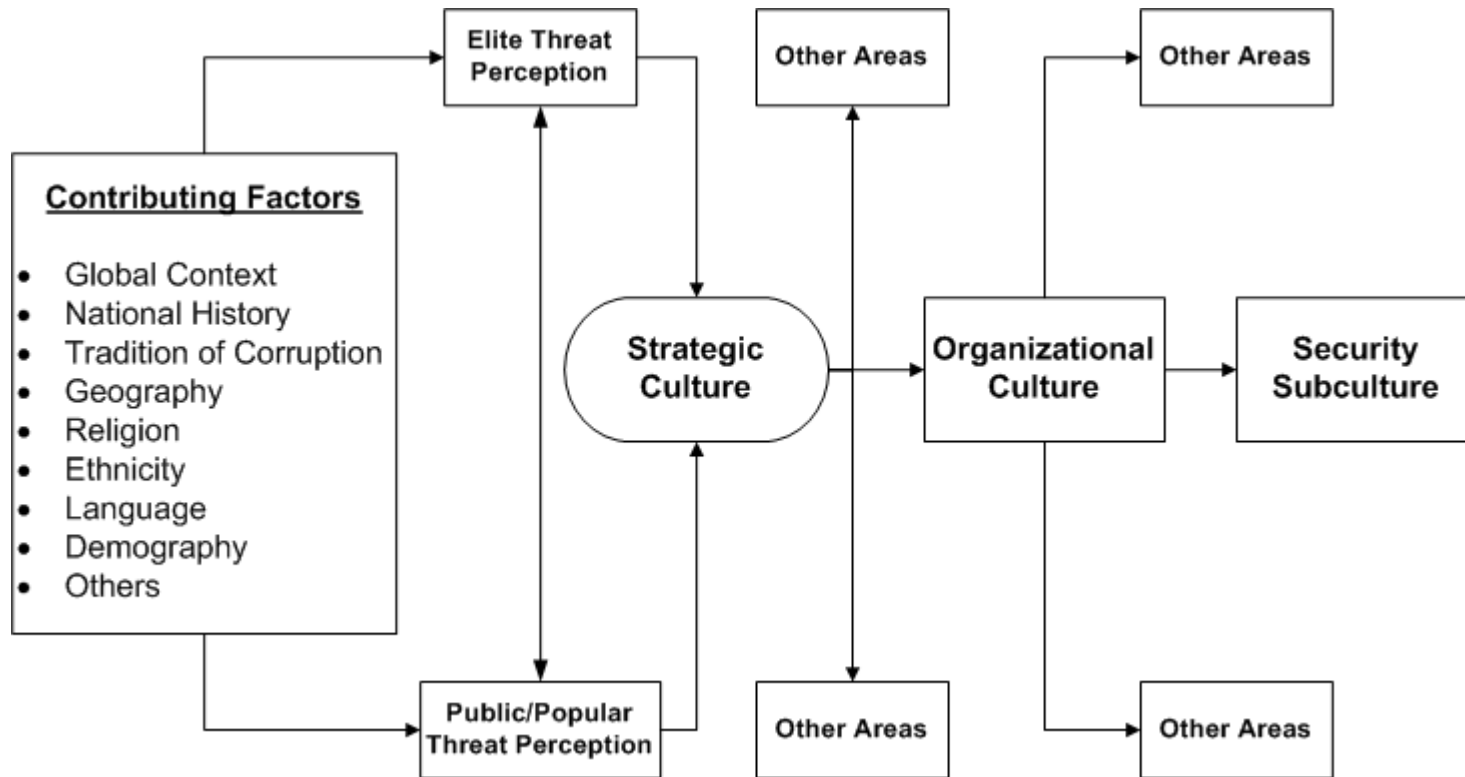 Elite Threat
Perception
Other Areas
Other Areas
Contributing Factors
• Global Context
• National History
• Tradition of Corruption
• Geography
• Religion
• Ethnicity
• Language
• Demography
• Others
Strategic
Culture
Organizational
Culture
Security
Subculture
Public/Popular
Threat Perception
Other Areas
Other Areas